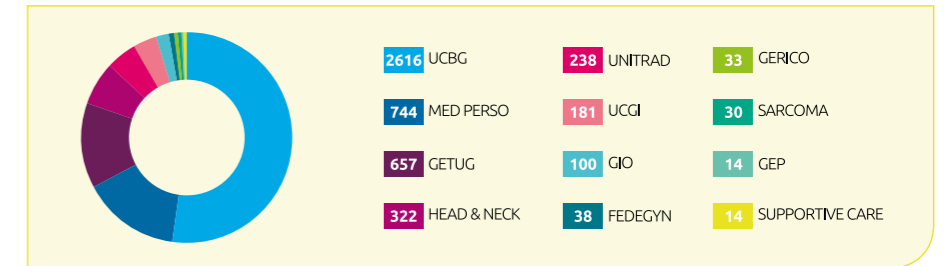 2616 UCBG
744 MED PERSO
657 GETUG
322 HEAD & NECK
238 UNITRAD
181 UCGI
100 GIO
38 FEDEGYN
33 GERICO
30 SARCOMA
14 GEP
14 SUPPORTIVE CARE